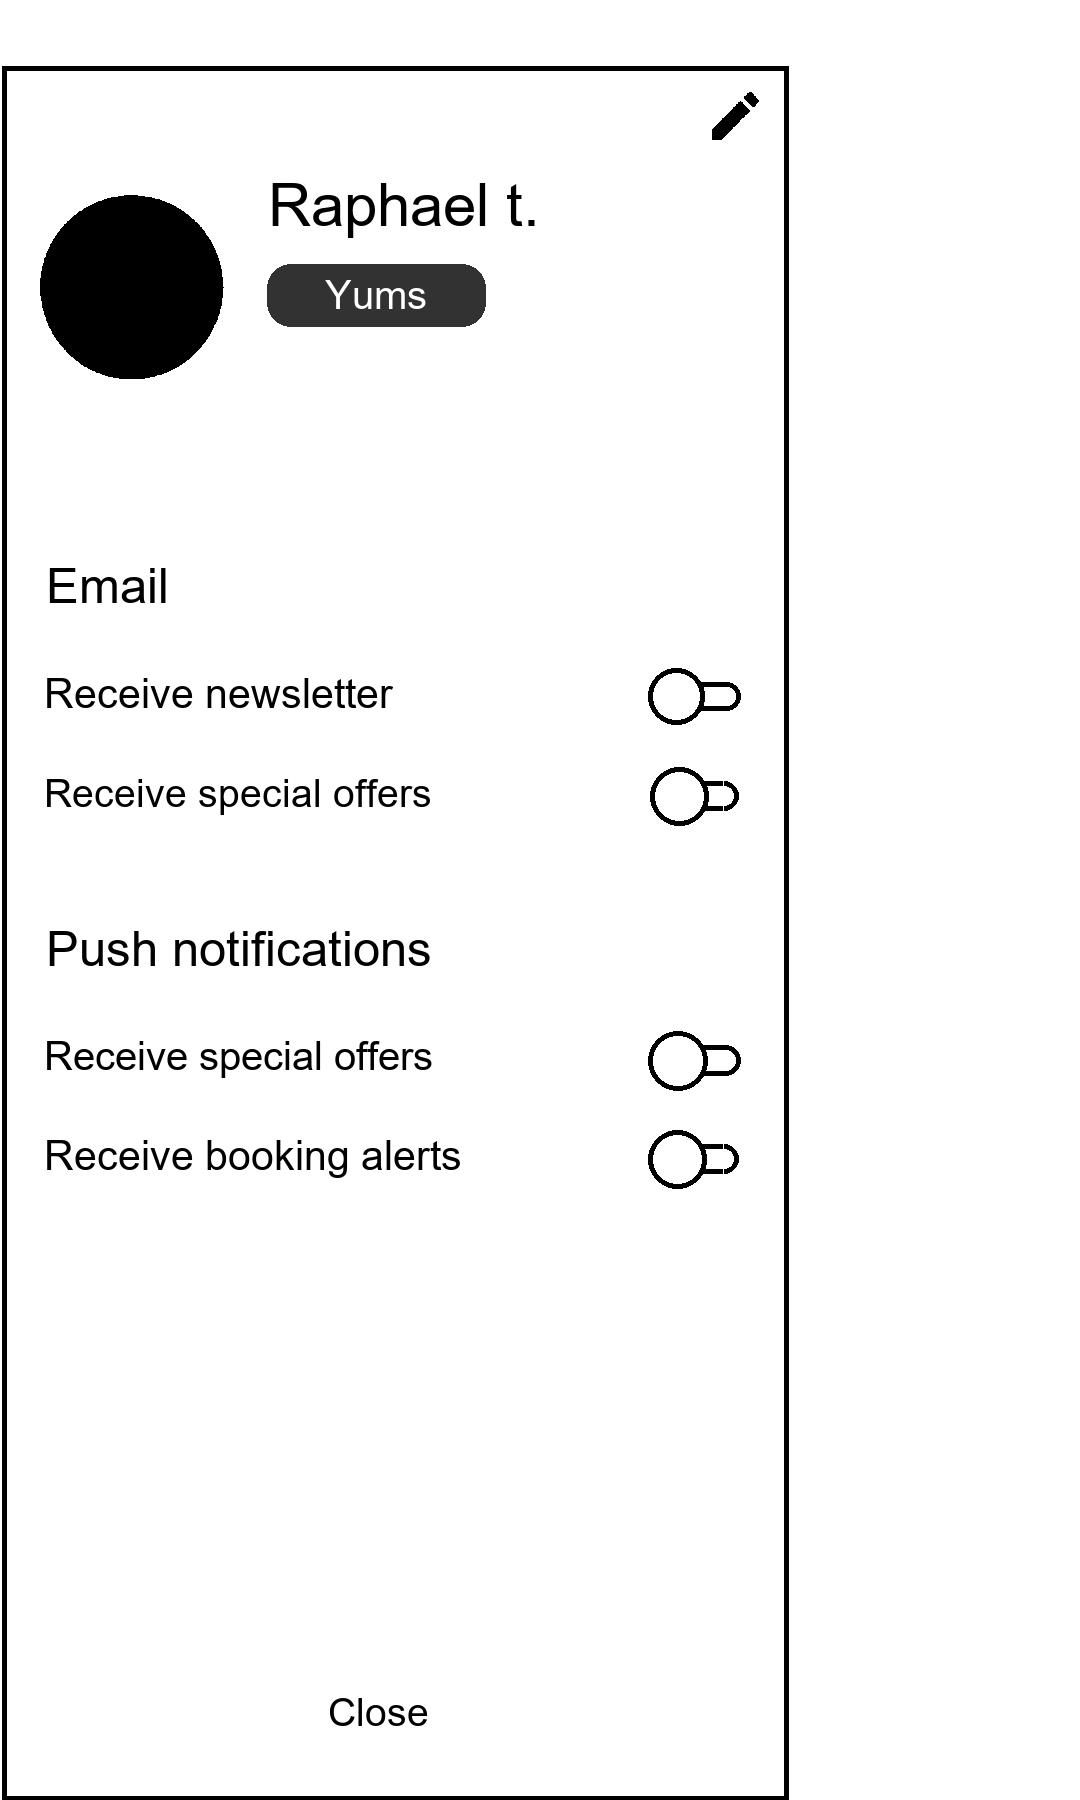 Raphael t.
Yums
Email
Receive newsletter
Receive special offers
Push notifications
Receive special offers
Receive booking alerts
Close